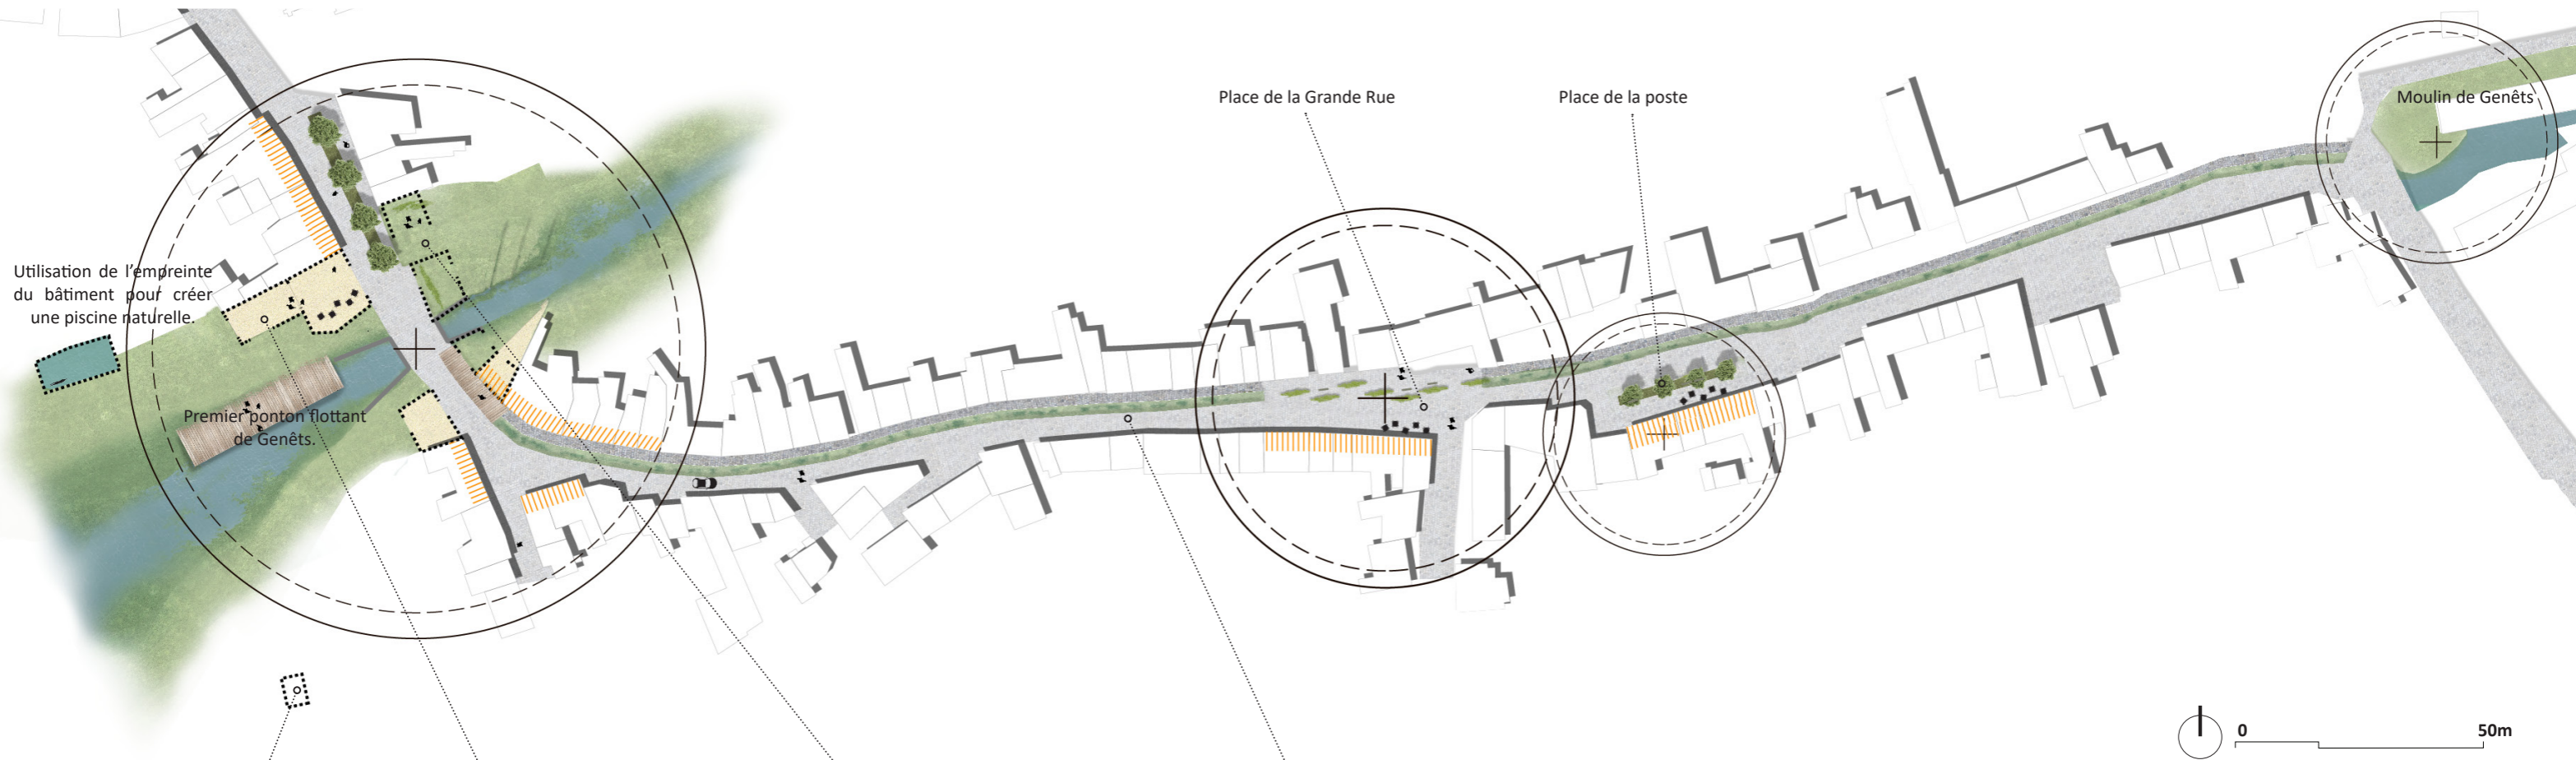 Place de la Grande Rue
Place de la poste
Moulin de Genêts
Utilisation de l'empreinte
du bâtiment pour créer
une piscine naturelle.
Premier ponton flottant
de Genêts.
0
50m